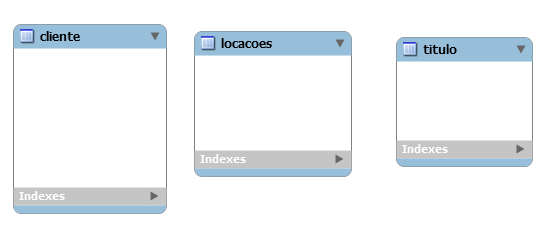 cliente
Indexes
locacoes
Indexes
titulo
Indexes